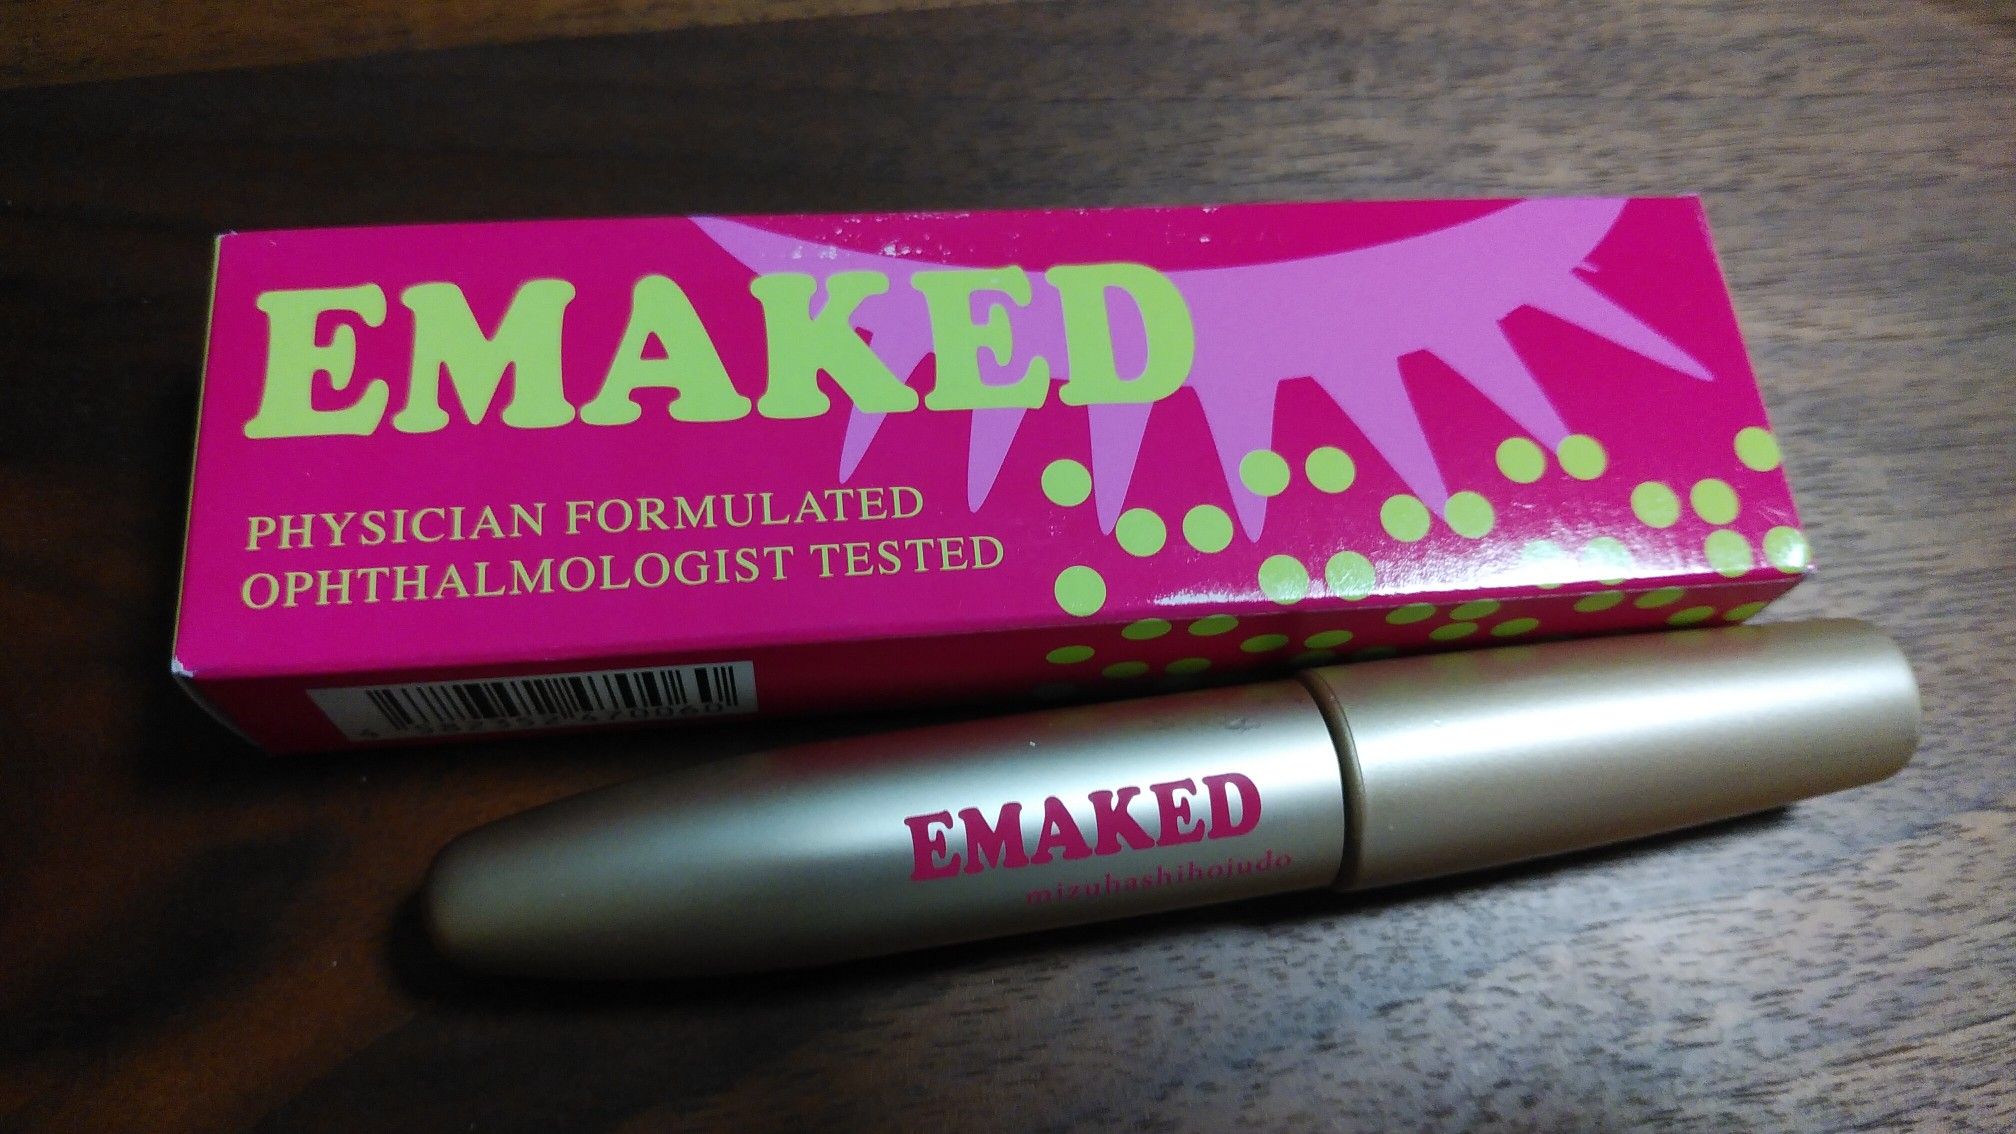 EMAKED
PHYSICIAN FORMULATED
OPHTHALMOLOGIST TESTED
EMAKED
mizuhashihojudo